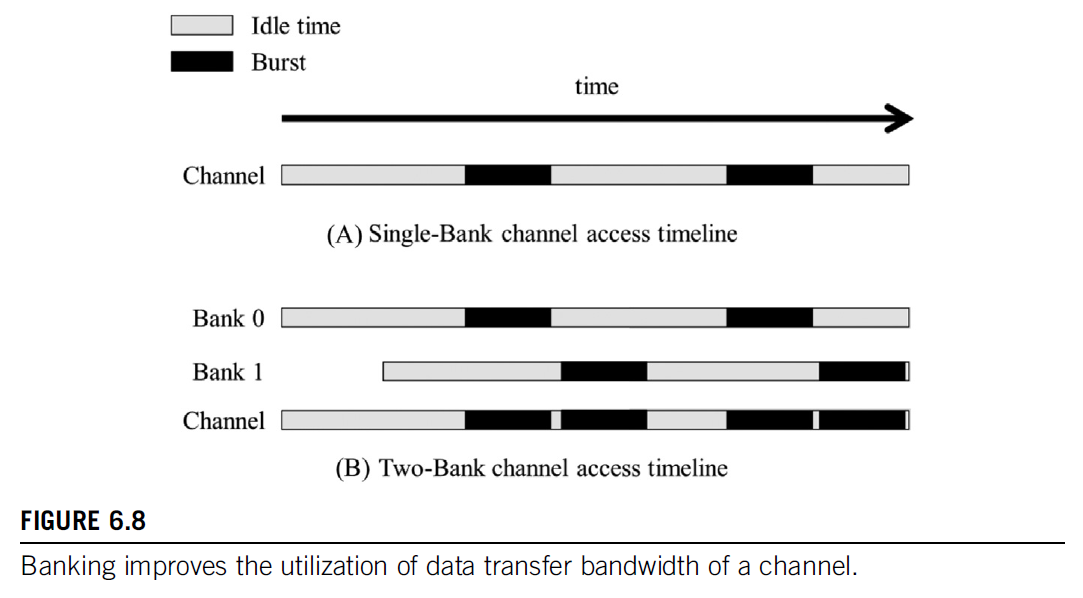 Idle time
Burst
time
Channel
(A) Single-Bank channel access timeline
Bank 0
Bank 1
Channel
(B) Two-Bank channel access timeline
FIGURE 6.8
Banking improves the utilization of data transfer bandwidth of a channel.